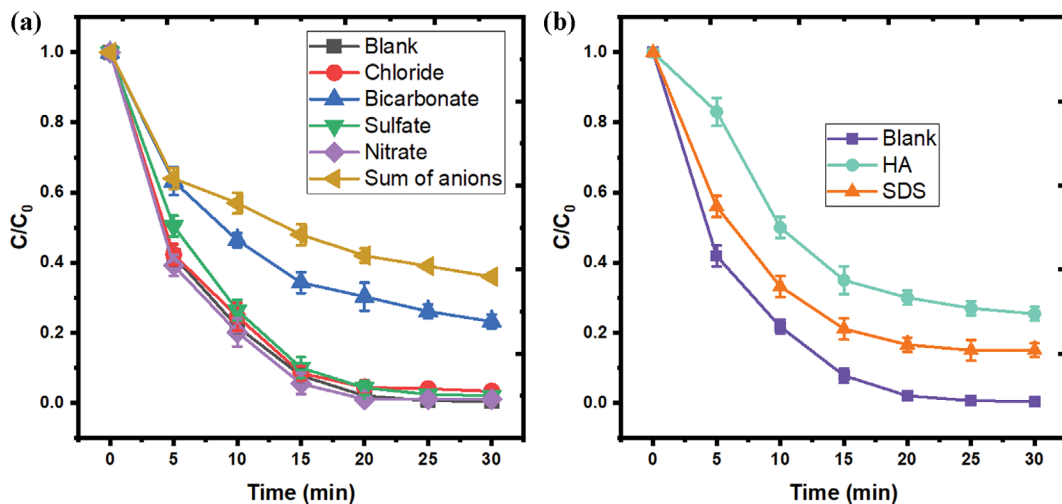 (a)
C/C0
1.0
0.8
0.6
0.4
0.2
0.0
0 5 10 15 20 25 30
Time (min)
Blank
Chloride
Bicarbonate
Sulfate
Nitrate
Sum of anions
(b)
C/C0
1.0
0.8
0.6
0.4
0.2
0.0
0 5 10 15 20 25 30
Time (min)
Blank
HA
SDS